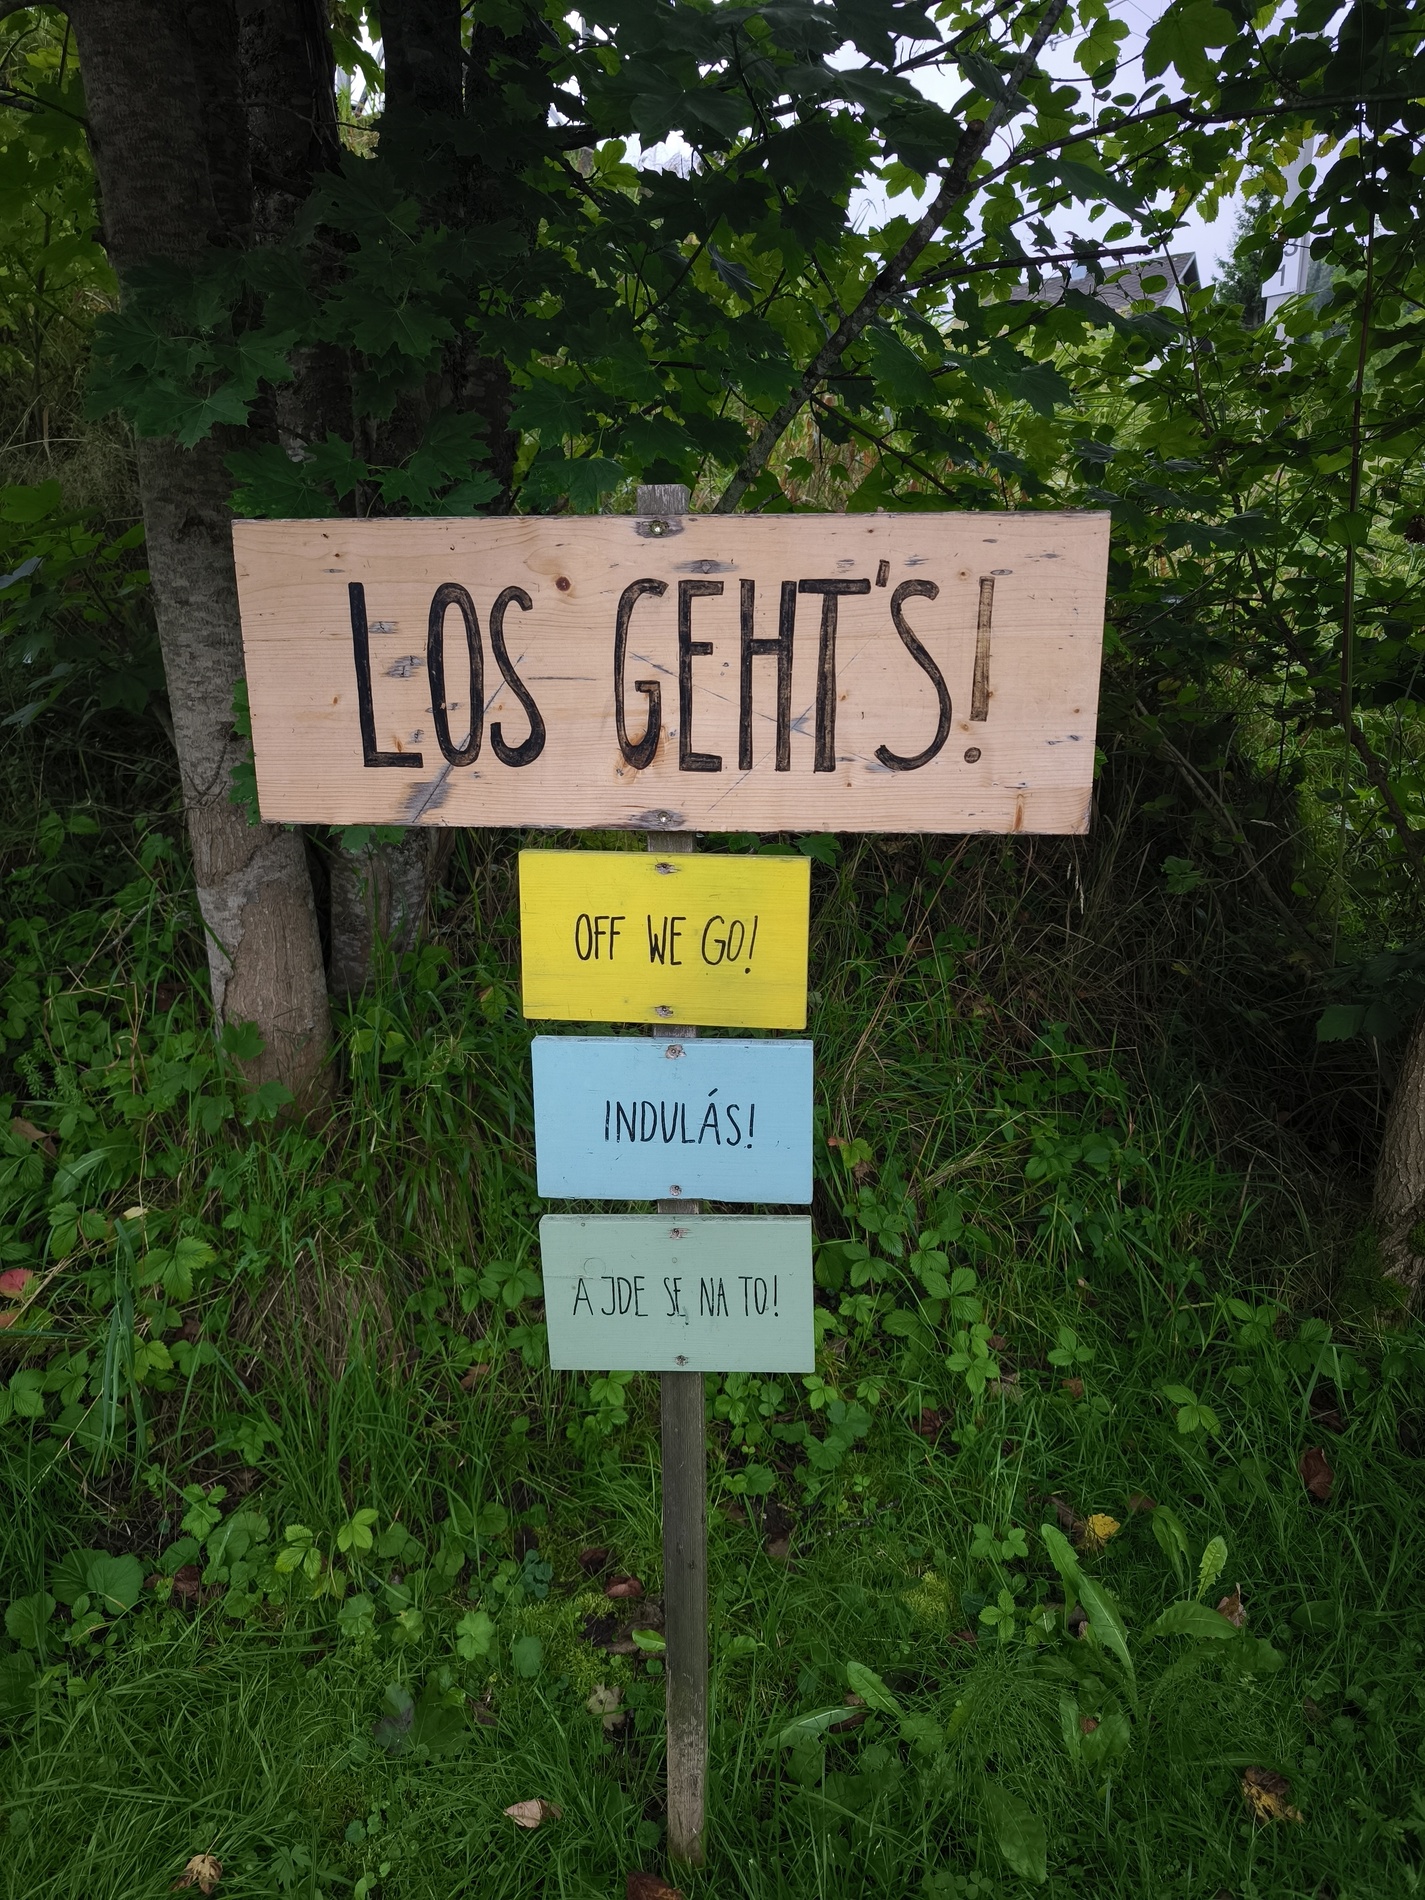 LOS GEHT'S!
OFF WE GO!
INDULÁS!
A JDE SE NA TO!